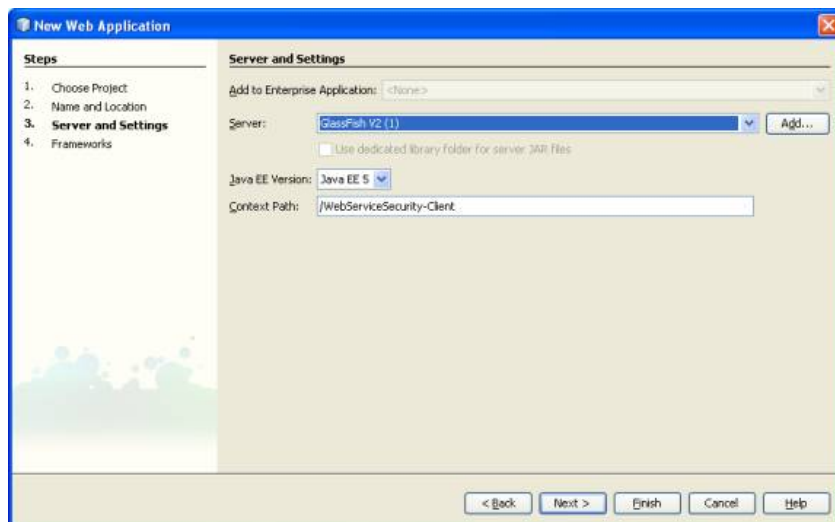 New Web Application
Steps
1. Choose Project
2. Name and Location
3. Server and Settings
4. Frameworks
Server and Settings
Add to Enterprise Application: <None>
Server: GlassFish V2 (1) Add...
Use dedicated library folder for server JAR files
Java EE Version: Java EE 5
Context Path: /WebServiceSecurity-Client
< Back Next > Finish Cancel Help